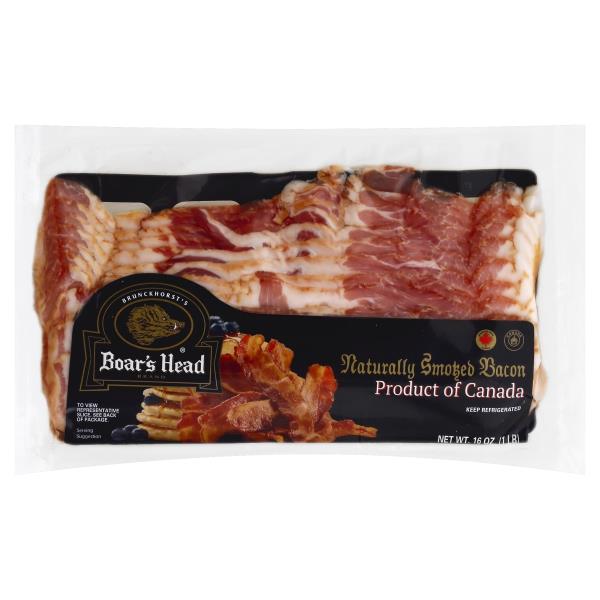 BRUNCKHORST'S
Boar's Head
BRAND
®
TO VIEW
REPRESENTATIVE
SLICE, SEE BACK
OF PACKAGE.
Serving
Suggestion
Naturally Smoked Bacon
Product of Canada
KEEP REFRIGERATED
NET WT. 16 OZ. (1 LB)